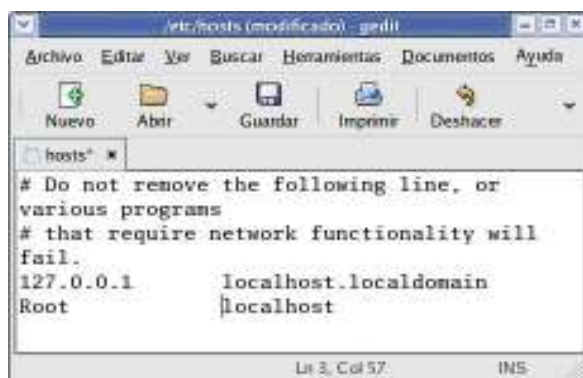 /etc/hosts (modificado) - gedit
Archivo Editar Ver Buscar Herramientas Documentos Ayuda
Nuevo Abrir Guardar Imprimir Deshacer
hosts*
# Do not remove the following line, or
various programs
# that require network functionality will
fail.
127.0.0.1 localhost.localdomain
Root localhost
Ln 3, Col 57 INS